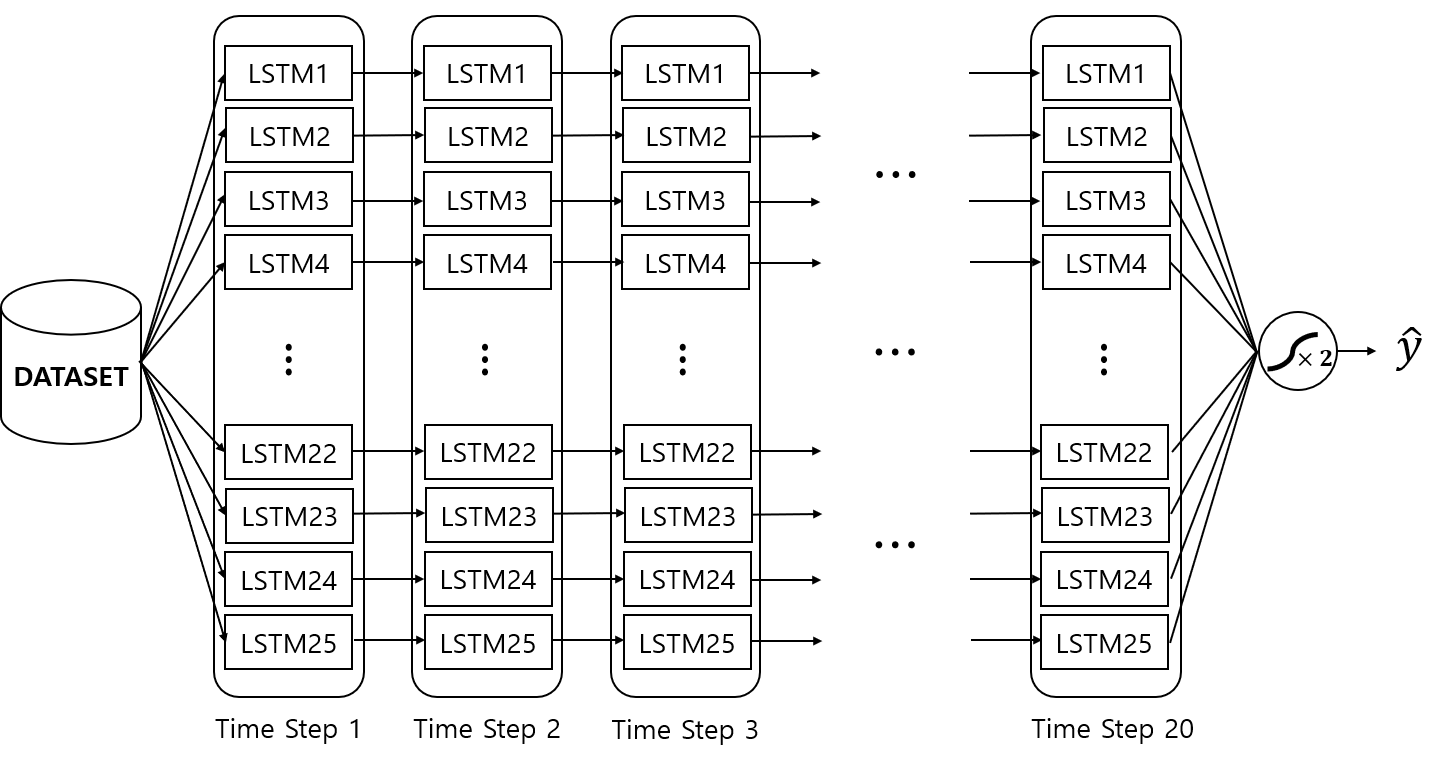 LSTM1 LSTM1 LSTM1 LSTM1
LSTM2 LSTM2 LSTM2 LSTM2
LSTM3 LSTM3 LSTM3 LSTM3
LSTM4 LSTM4 LSTM4 LSTM4
DATASET
× 2 ŷ
LSTM22 LSTM22 LSTM22 LSTM22
LSTM23 LSTM23 LSTM23 LSTM23
LSTM24 LSTM24 LSTM24 LSTM24
LSTM25 LSTM25 LSTM25 LSTM25
Time Step 1 Time Step 2 Time Step 3 Time Step 20